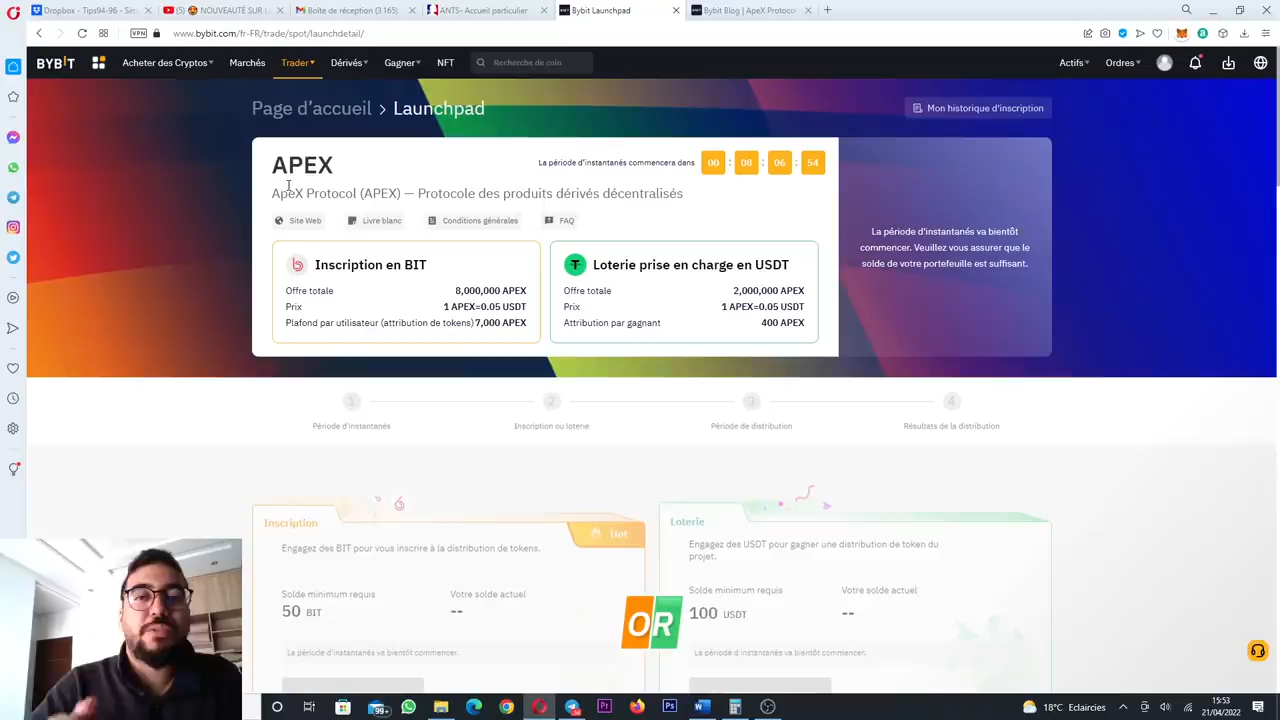 Dropbox - Tips94-96 - Sim
(5) NOUVEAUTÉ SUR L
Boîte de réception (3 165)
ANTS- Accueil particulier
Bybit Launchpad
Bybit Blog | ApeX Protoco
VPN
www.bybit.com/fr-FR/trade/spot/launchdetail/
BYBIT
Acheter des Cryptos
Marchés
Trader
Dérivés
Gagner
NFT
Recherche de coin
Actifs
Ordres
Page d'accueil > Launchpad
Mon historique d'inscription
APEX
La période d'instantanés commencera dans
00 : 08 : 06 : 54
ApeX Protocol (APEX) — Protocole des produits dérivés décentralisés
Site Web
Livre blanc
Conditions générales
FAQ
La période d'instantanés va bientôt
commencer. Veuillez vous assurer que le
solde de votre portefeuille est suffisant.
Inscription en BIT
Offre totale 8,000,000 APEX
Prix 1 APEX=0.05 USDT
Plafond par utilisateur (attribution de tokens) 7,000 APEX
Loterie prise en charge en USDT
Offre totale 2,000,000 APEX
Prix 1 APEX=0.05 USDT
Attribution par gagnant 400 APEX
1
2
3
4
Période d'instantanés
Inscription ou loterie
Période de distribution
Résultats de la distribution
Inscription
Hot
Engagez des BIT pour vous inscrire à la distribution de tokens.
Solde minimum requis
Votre solde actuel
50 BIT
--
La période d'instantanés va bientôt commencer.
OR
Loterie
Engagez des USDT pour gagner une distribution de token du
projet.
Solde minimum requis
Votre solde actuel
100 USDT
--
La période d'instantanés va bientôt commencer.
99+
18°C Eclaircies
15:53
21/04/2022